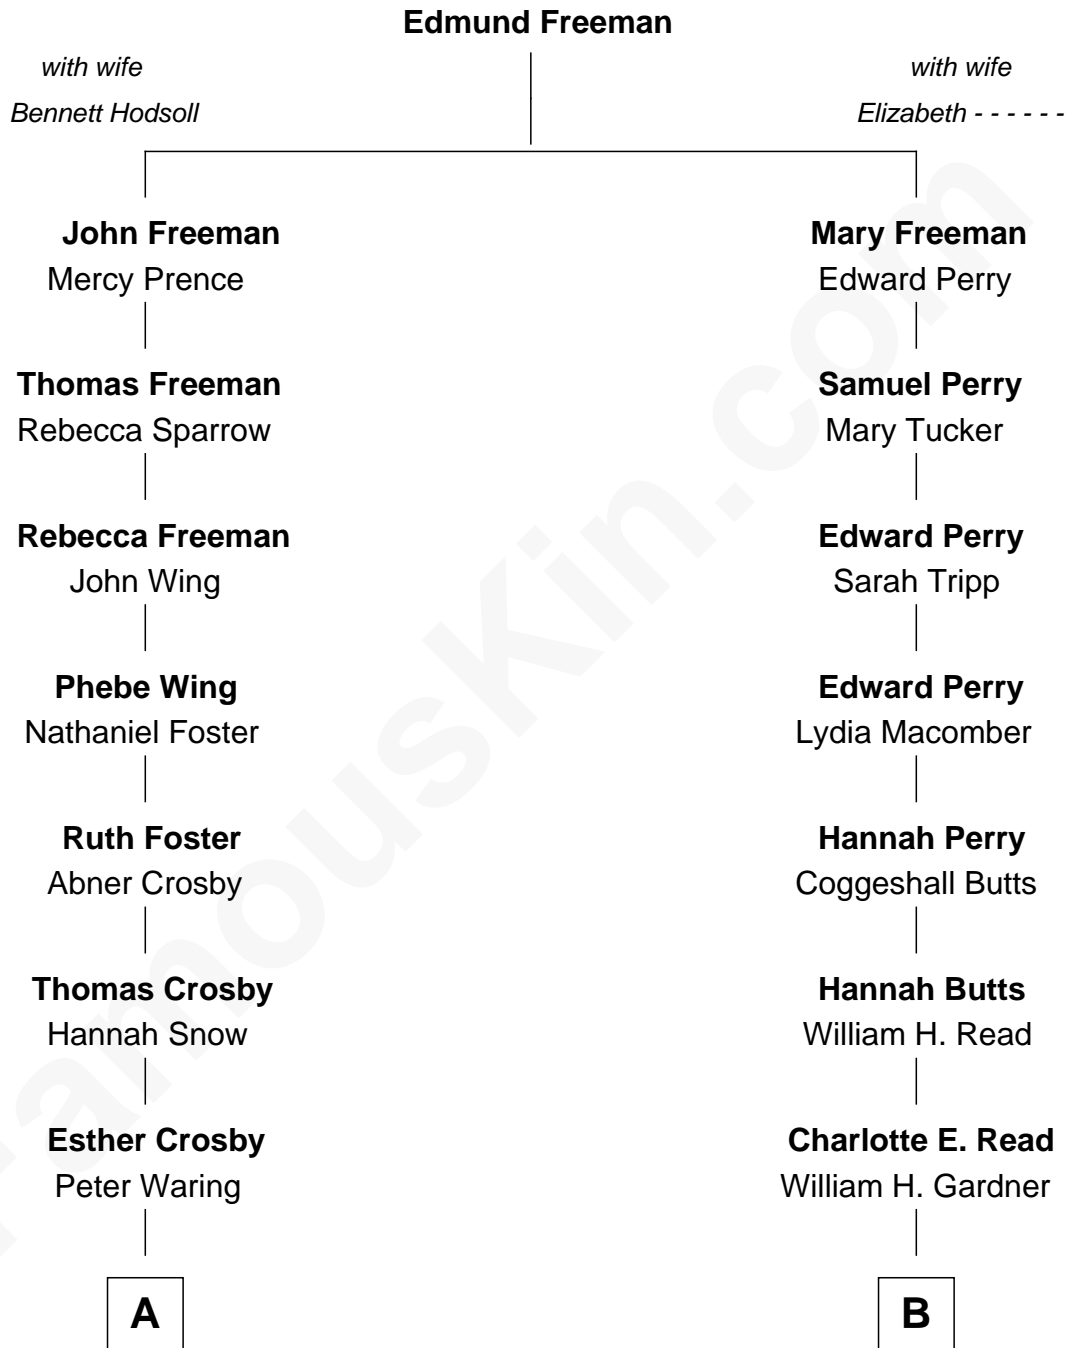 Edmund Freeman
with wife
Bennett Hodsoll
with wife
Elizabeth - - - - - -
John Freeman
Mercy Prence
Mary Freeman
Edward Perry
Thomas Freeman
Rebecca Sparrow
Samuel Perry
Mary Tucker
Rebecca Freeman
John Wing
Edward Perry
Sarah Tripp
Phebe Wing
Nathaniel Foster
Edward Perry
Lydia Macomber
Ruth Foster
Abner Crosby
Hannah Perry
Coggeshall Butts
Thomas Crosby
Hannah Snow
Hannah Butts
William H. Read
Esther Crosby
Peter Waring
Charlotte E. Read
William H. Gardner
A
B
FamousKin.com